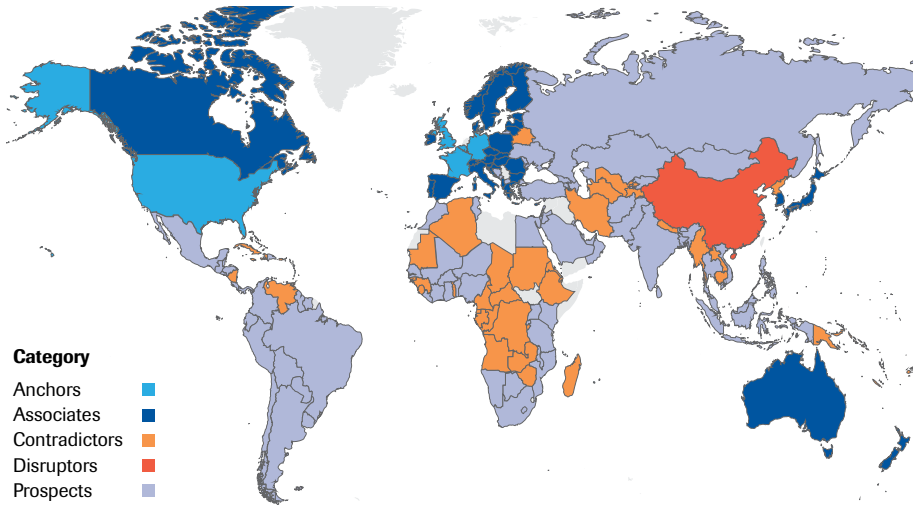 Category
Anchors
Associates
Contradictors
Disruptors
Prospects